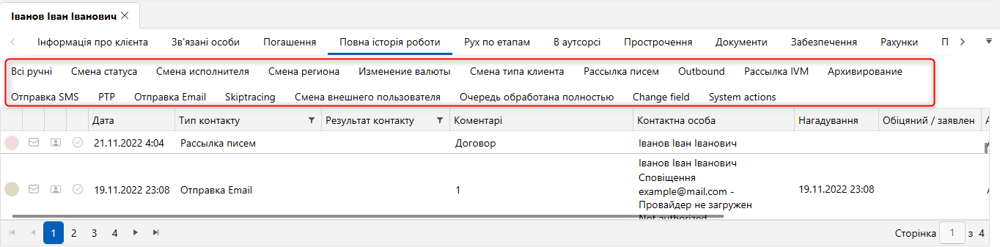 Іванов Іван Іванович
Інформація про клієнта Зв'язані особи Погашення Повна історія роботи Рух по етапам В аутсорсі Прострочення Документи Забезпечення Рахунки П
Всі ручні Смена статуса Смена исполнителя Смена региона Изменение валюты Смена типа клиента Рассылка писем Outbound Рассылка IVM Архивирование
Отправка SMS PTP Отправка Email Skiptracing Смена внешнего пользователя Очередь обработана полностью Change field System actions
Дата Тип контакту Результат контакту Коментарі Контактна особа Нагадування Обіцяний / заявлен
21.11.2022 4:04 Рассылка писем Договор Іванов Іван Іванович
Іванов Іван Іванович
Сповіщення
19.11.2022 23:08 Отправка Email 1 example@mail.com - 19.11.2022 23:08
Провайдер не загружен
Not authorized
1 2 3 4 Сторінка 1 з 4